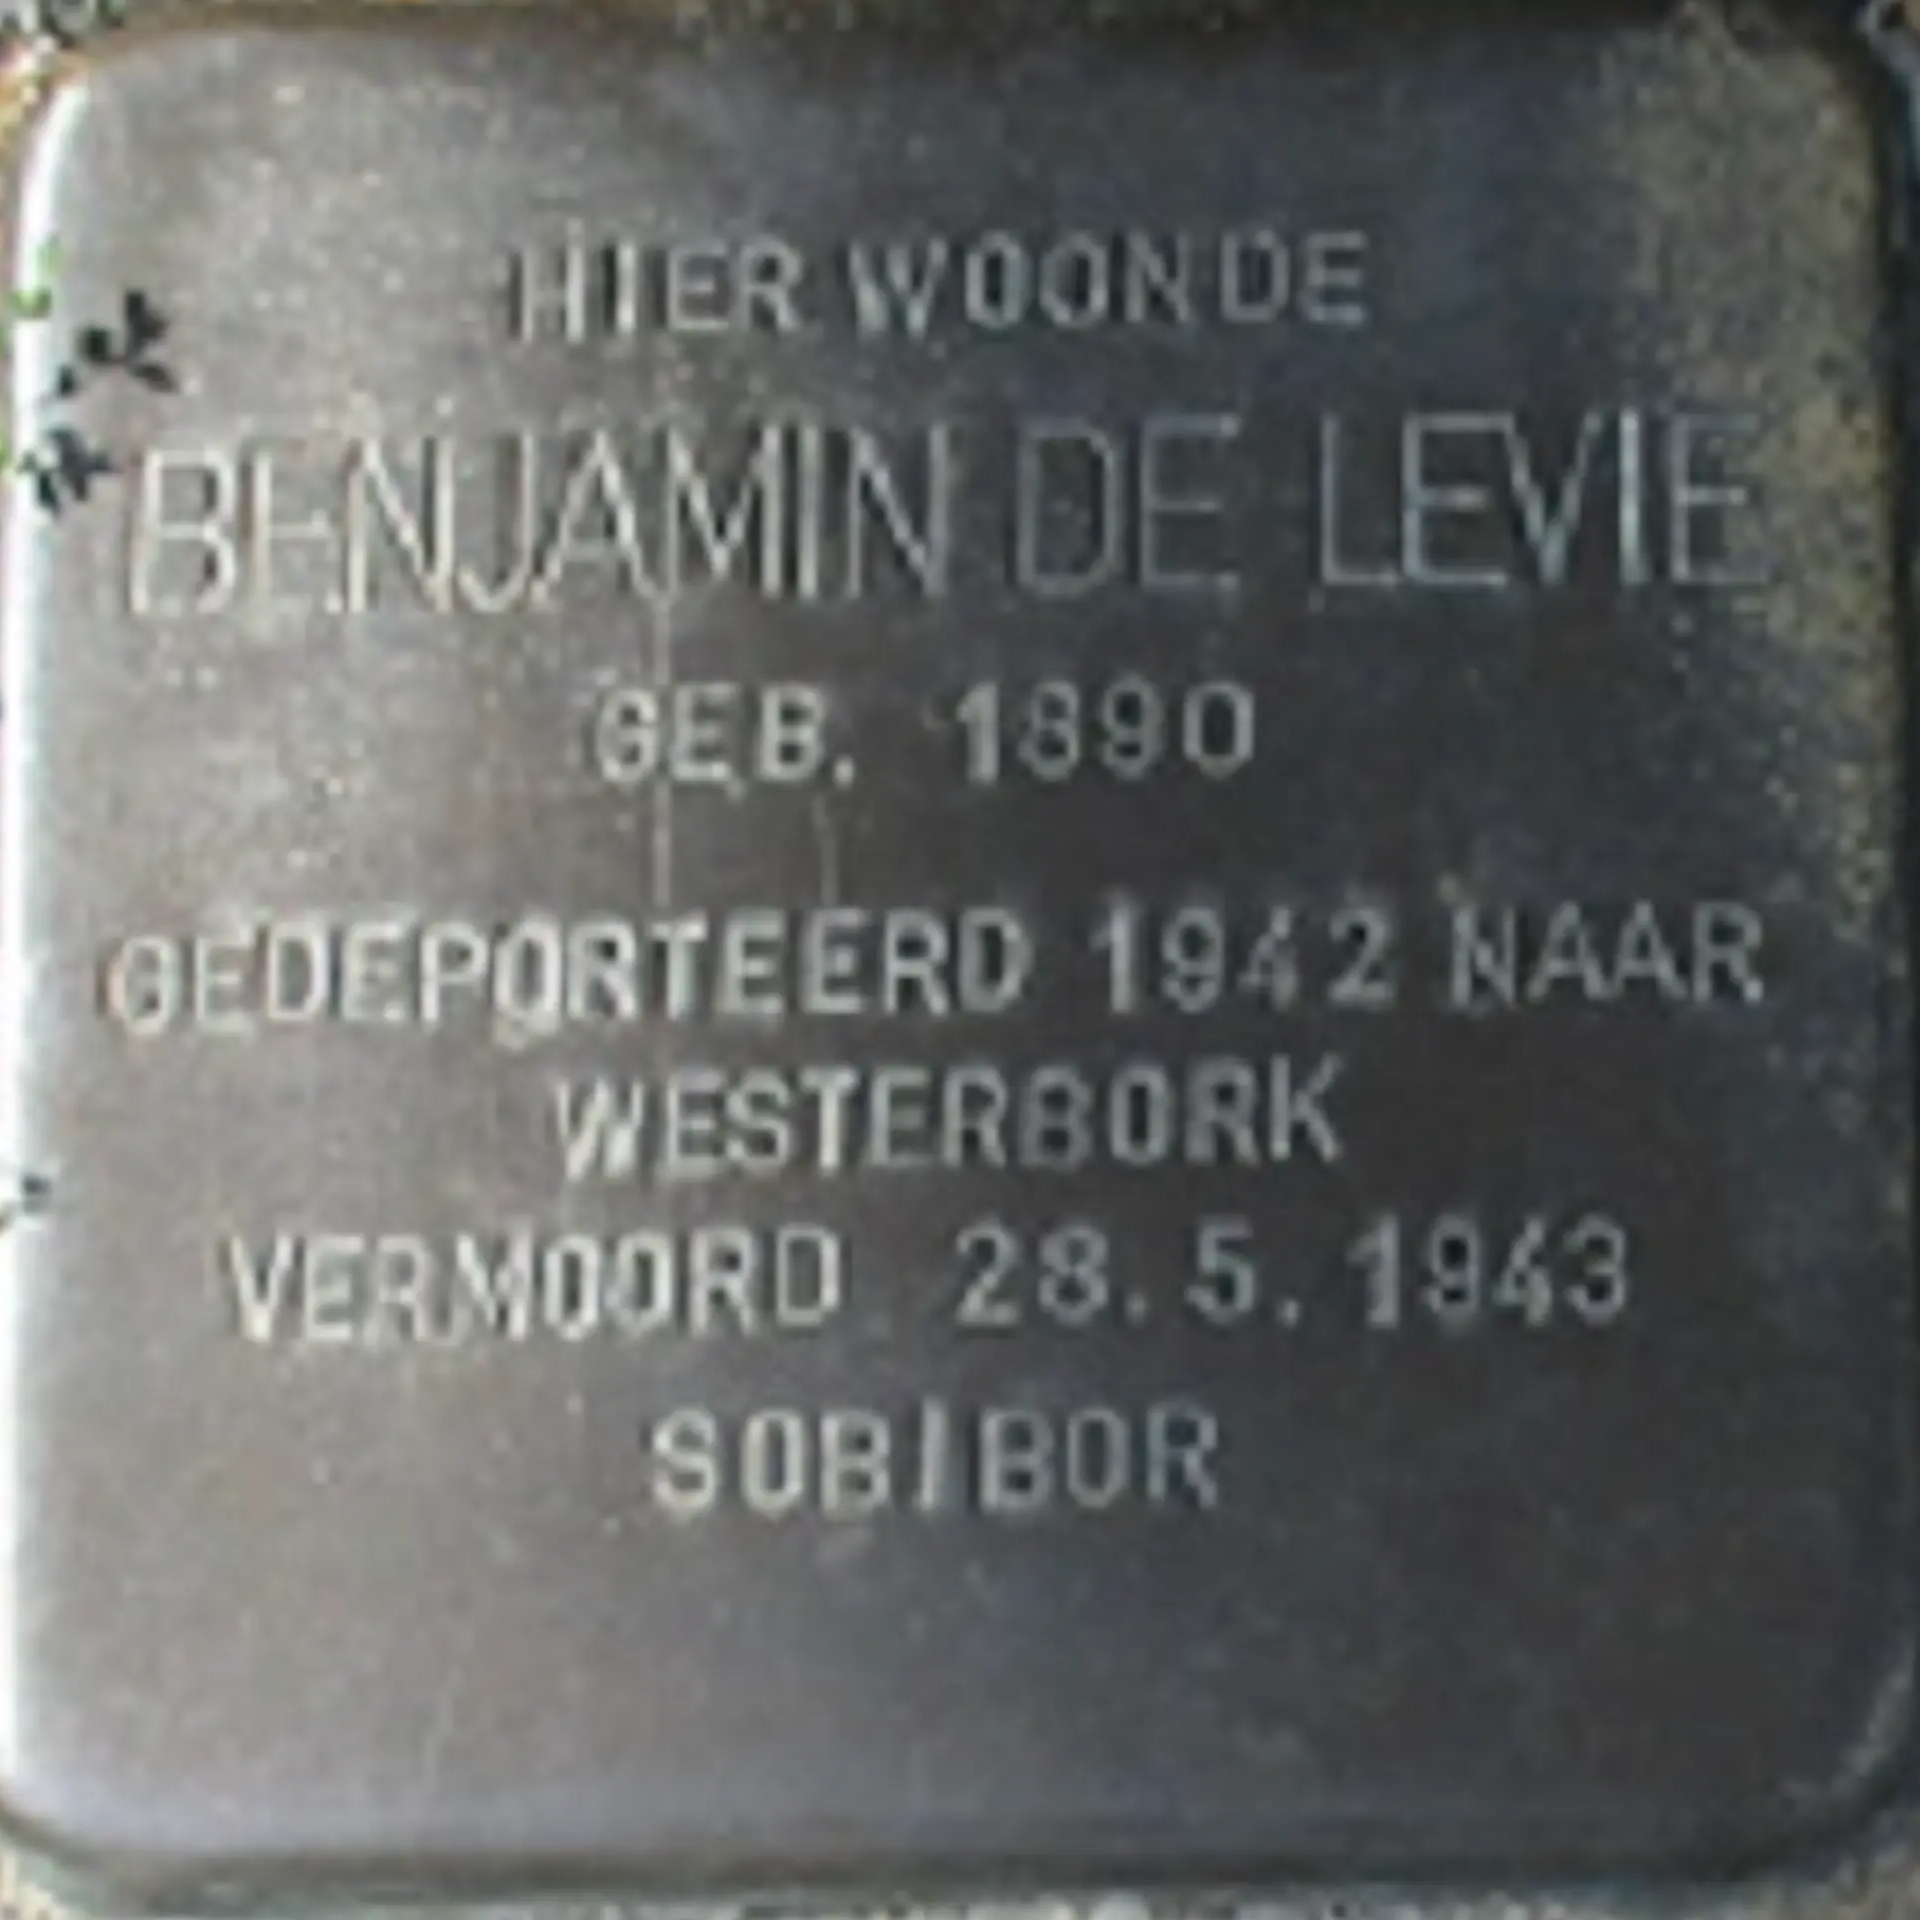 HIER WOONDE
BENJAMIN DE LEVIE
GEB. 1890
GEDEPORTEERD 1942 NAAR
WESTERBORK
VERMOORD 28.5.1943
SOBIBOR